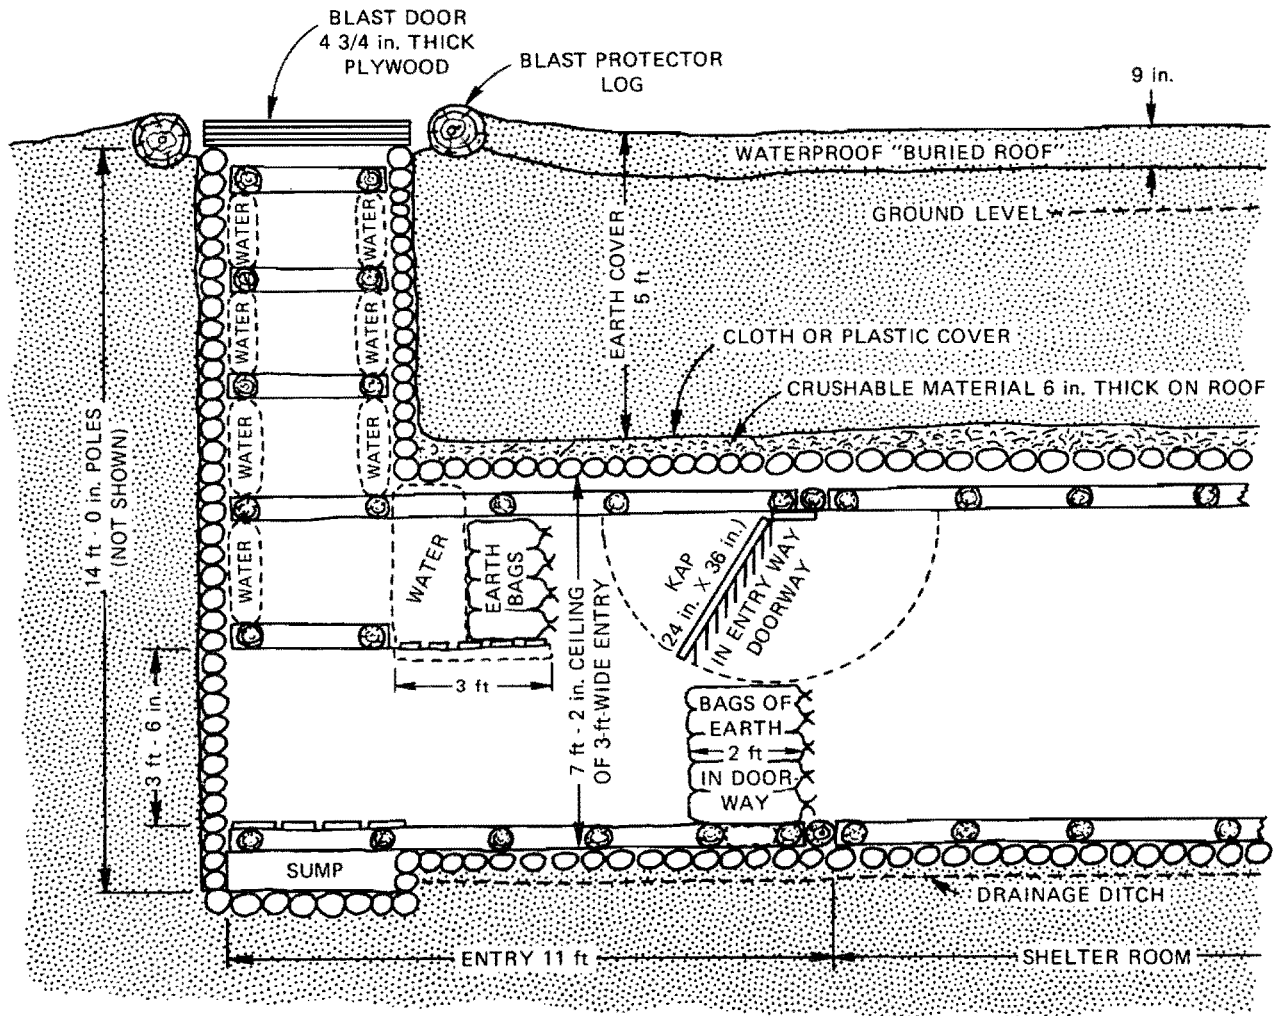 BLAST DOOR
4 3/4 in. THICK
PLYWOOD
BLAST PROTECTOR
LOG
9 in.
WATERPROOF "BURIED ROOF"
GROUND LEVEL
EARTH COVER
5 ft
CLOTH OR PLASTIC COVER
CRUSHABLE MATERIAL 6 in. THICK ON ROOF
WATER
WATER
WATER
WATER
WATER
WATER
WATER
14 ft - 0 in. POLES
(NOT SHOWN)
WATER
EARTH
BAGS
3 ft
3 ft - 6 in.
7 ft - 2 in. CEILING
OF 3-ft-WIDE ENTRY
KAP
(24 in. X 36 in.)
IN ENTRY WAY
DOORWAY
BAGS OF
EARTH
2 ft
IN DOOR-
WAY
SUMP
DRAINAGE DITCH
ENTRY 11 ft
SHELTER ROOM